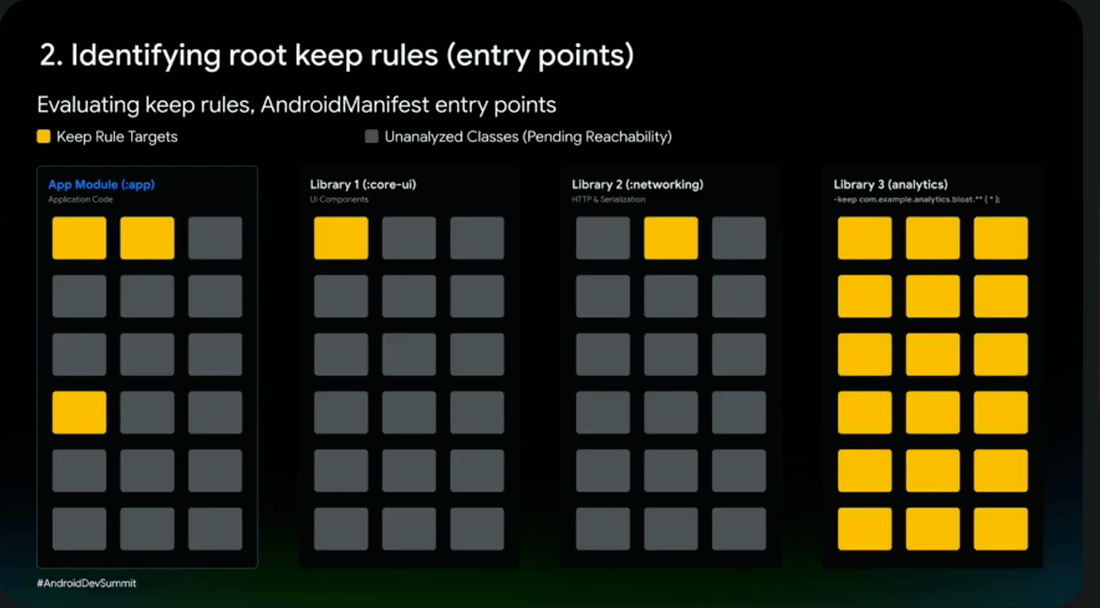 2. Identifying root keep rules (entry points)
Evaluating keep rules, AndroidManifest entry points
Keep Rule Targets
Unanalyzed Classes (Pending Reachability)
App Module (:app)
Application Code
Library 1 (:core-ui)
UI Components
Library 2 (:networking)
HTTP & Serialization
Library 3 (analytics)
-keep com.example.analytics.bloat.** { * };
#AndroidDevSummit